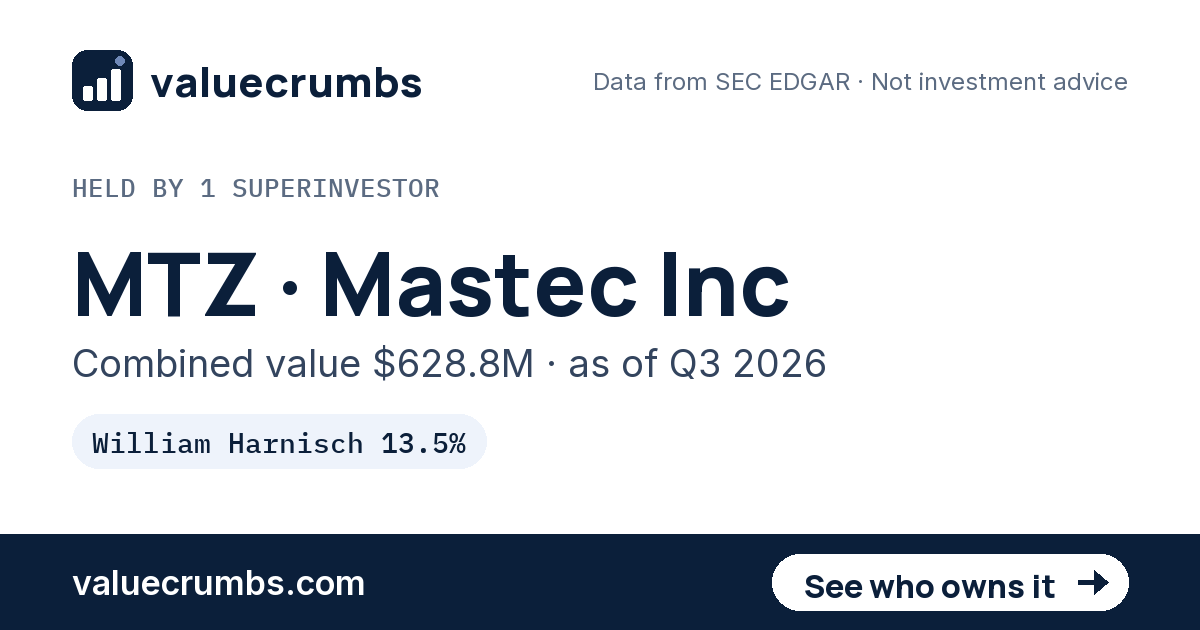 valuecrumbs
Data from SEC EDGAR · Not investment advice
HELD BY 1 SUPERINVESTOR
MTZ · Mastec Inc
Combined value $628.8M · as of Q3 2026
William Harnisch 13.5%
valuecrumbs.com
See who owns it →